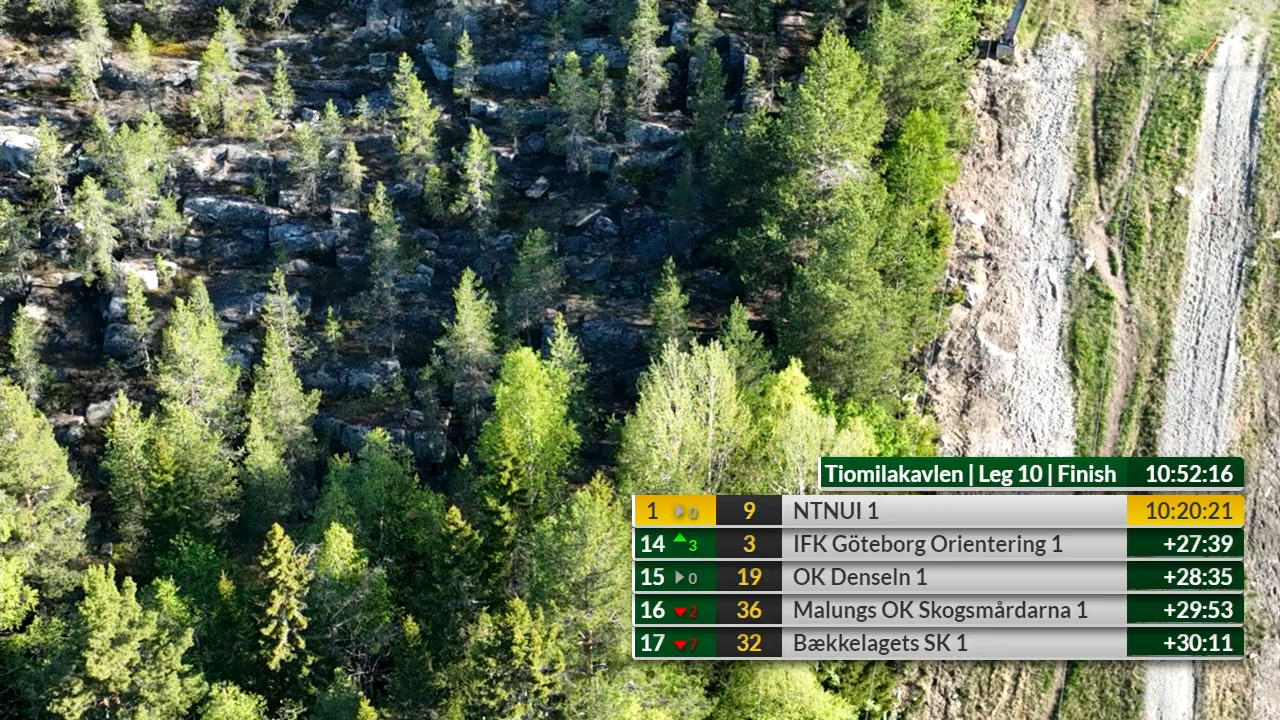 Tiomilakavlen | Leg 10 | Finish 10:52:16
1 0 9 NTNUI 1 10:20:21
14 3 3 IFK Göteborg Orientering 1 +27:39
15 0 19 OK Denseln 1 +28:35
16 2 36 Malungs OK Skogsmårdarna 1 +29:53
17 7 32 Bækkelagets SK 1 +30:11